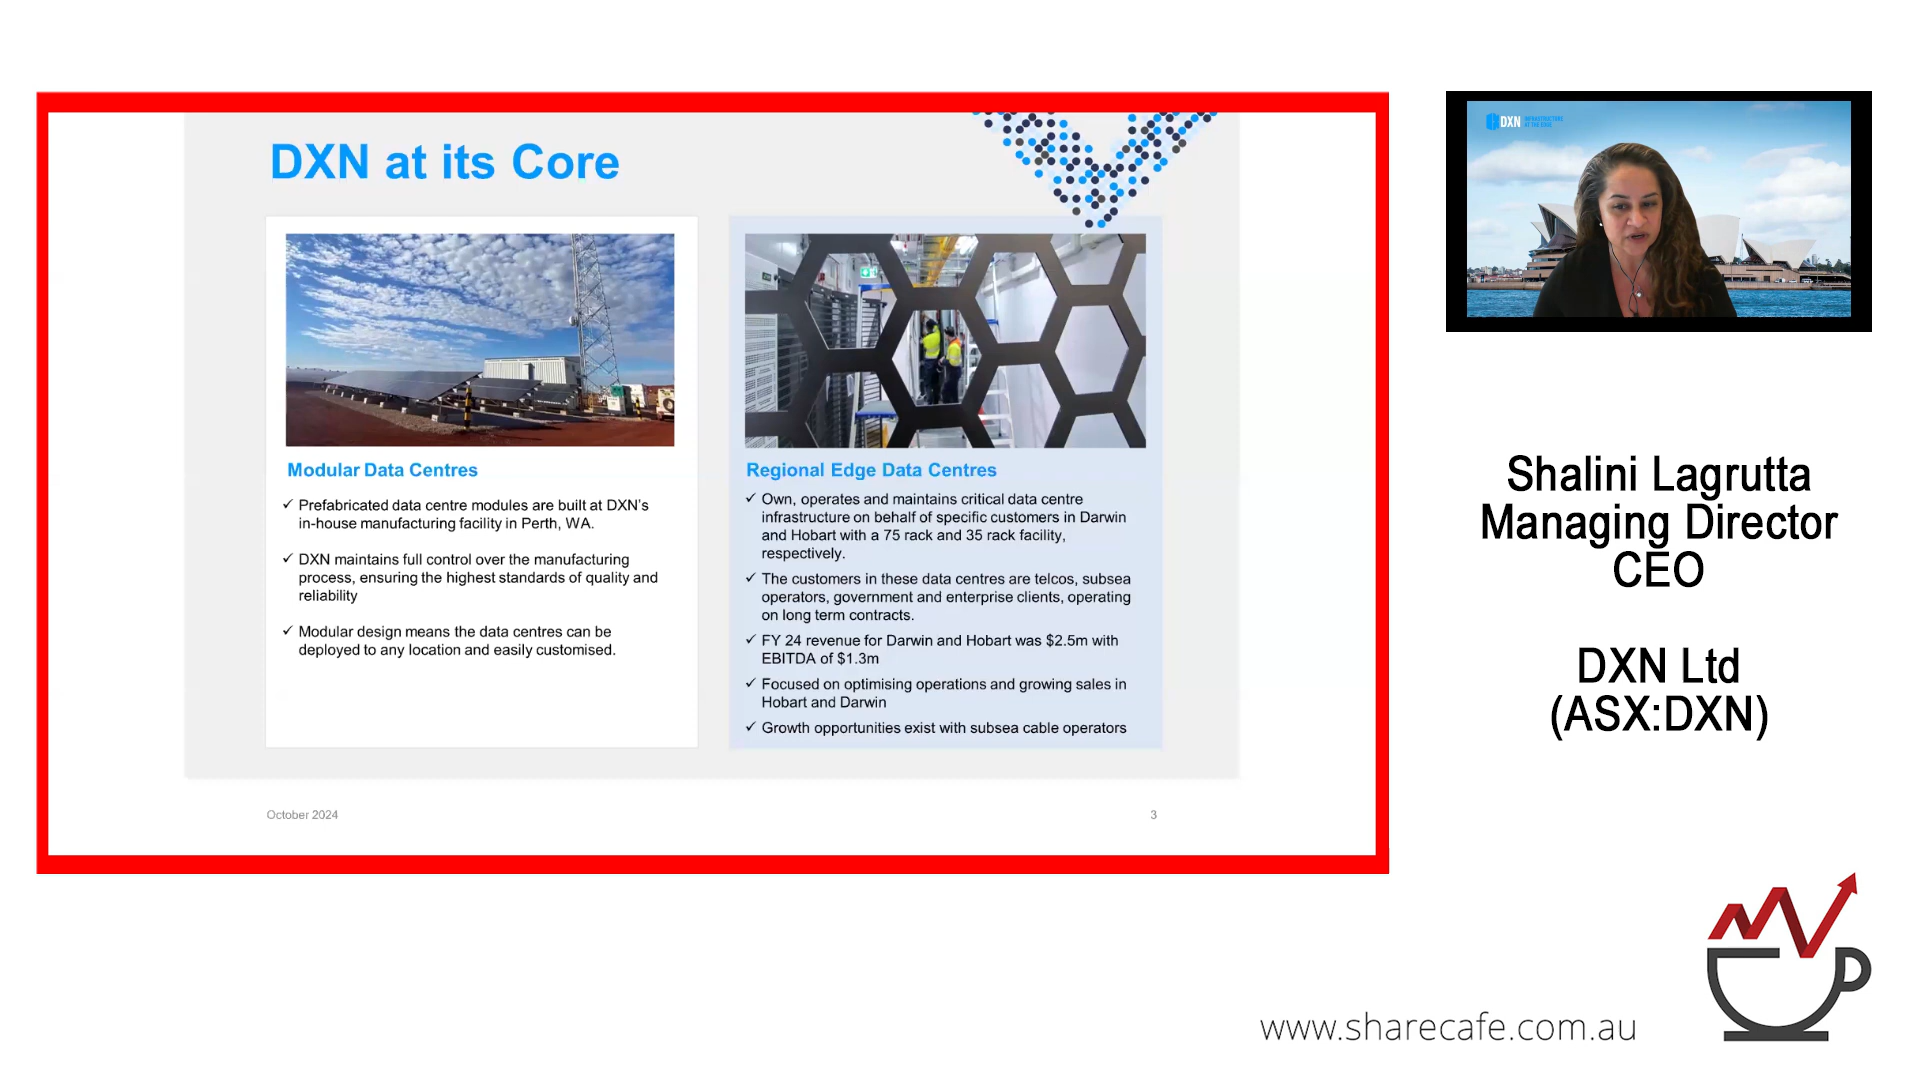 DXN at its Core
Modular Data Centres
✓ Prefabricated data centre modules are built at DXN's
in-house manufacturing facility in Perth, WA.
✓ DXN maintains full control over the manufacturing
process, ensuring the highest standards of quality and
reliability
✓ Modular design means the data centres can be
deployed to any location and easily customised.
Regional Edge Data Centres
✓ Own, operates and maintains critical data centre
infrastructure on behalf of specific customers in Darwin
and Hobart with a 75 rack and 35 rack facility,
respectively.
✓ The customers in these data centres are telcos, subsea
operators, government and enterprise clients, operating
on long term contracts.
✓ FY 24 revenue for Darwin and Hobart was $2.5m with
EBITDA of $1.3m
✓ Focused on optimising operations and growing sales in
Hobart and Darwin
✓ Growth opportunities exist with subsea cable operators
October 2024
3
DXN
INFRASTRUCTURE
AT THE EDGE
Shalini Lagrutta
Managing Director
CEO
DXN Ltd
(ASX:DXN)
www.sharecafe.com.au